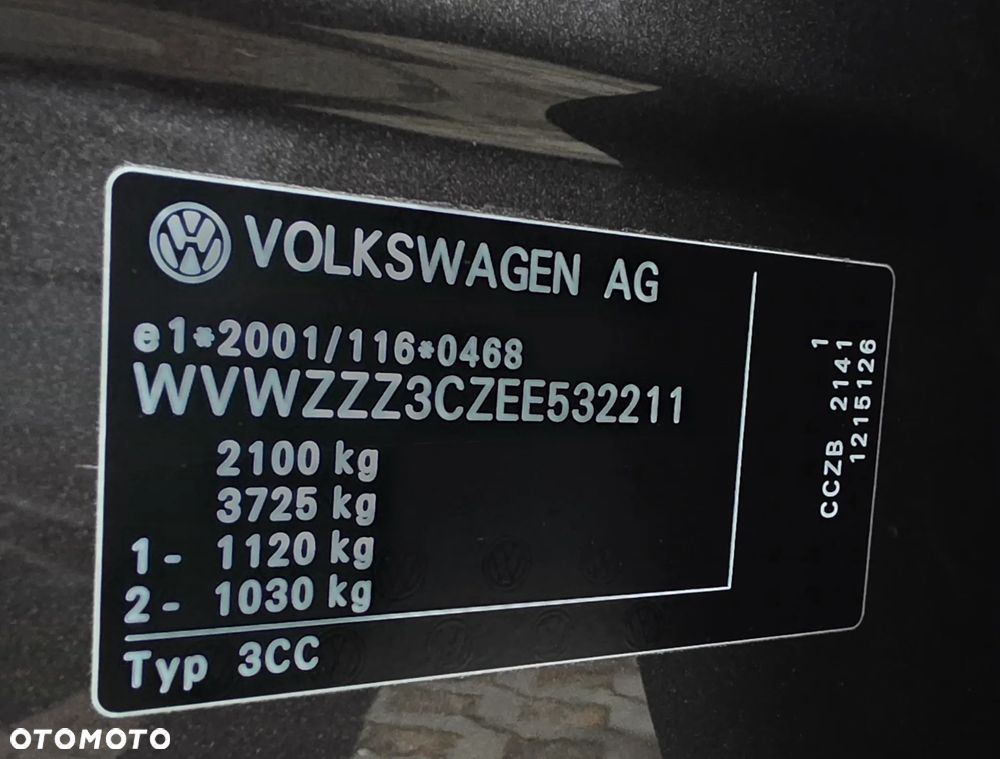 VOLKSWAGEN AG
e1*2001/116*0468
WVWZZZ3CZEE532211
2100 kg
3725 kg
1- 1120 kg
2- 1030 kg
Typ 3CC
1
CCZB 2141
1215126
OTOMOTO